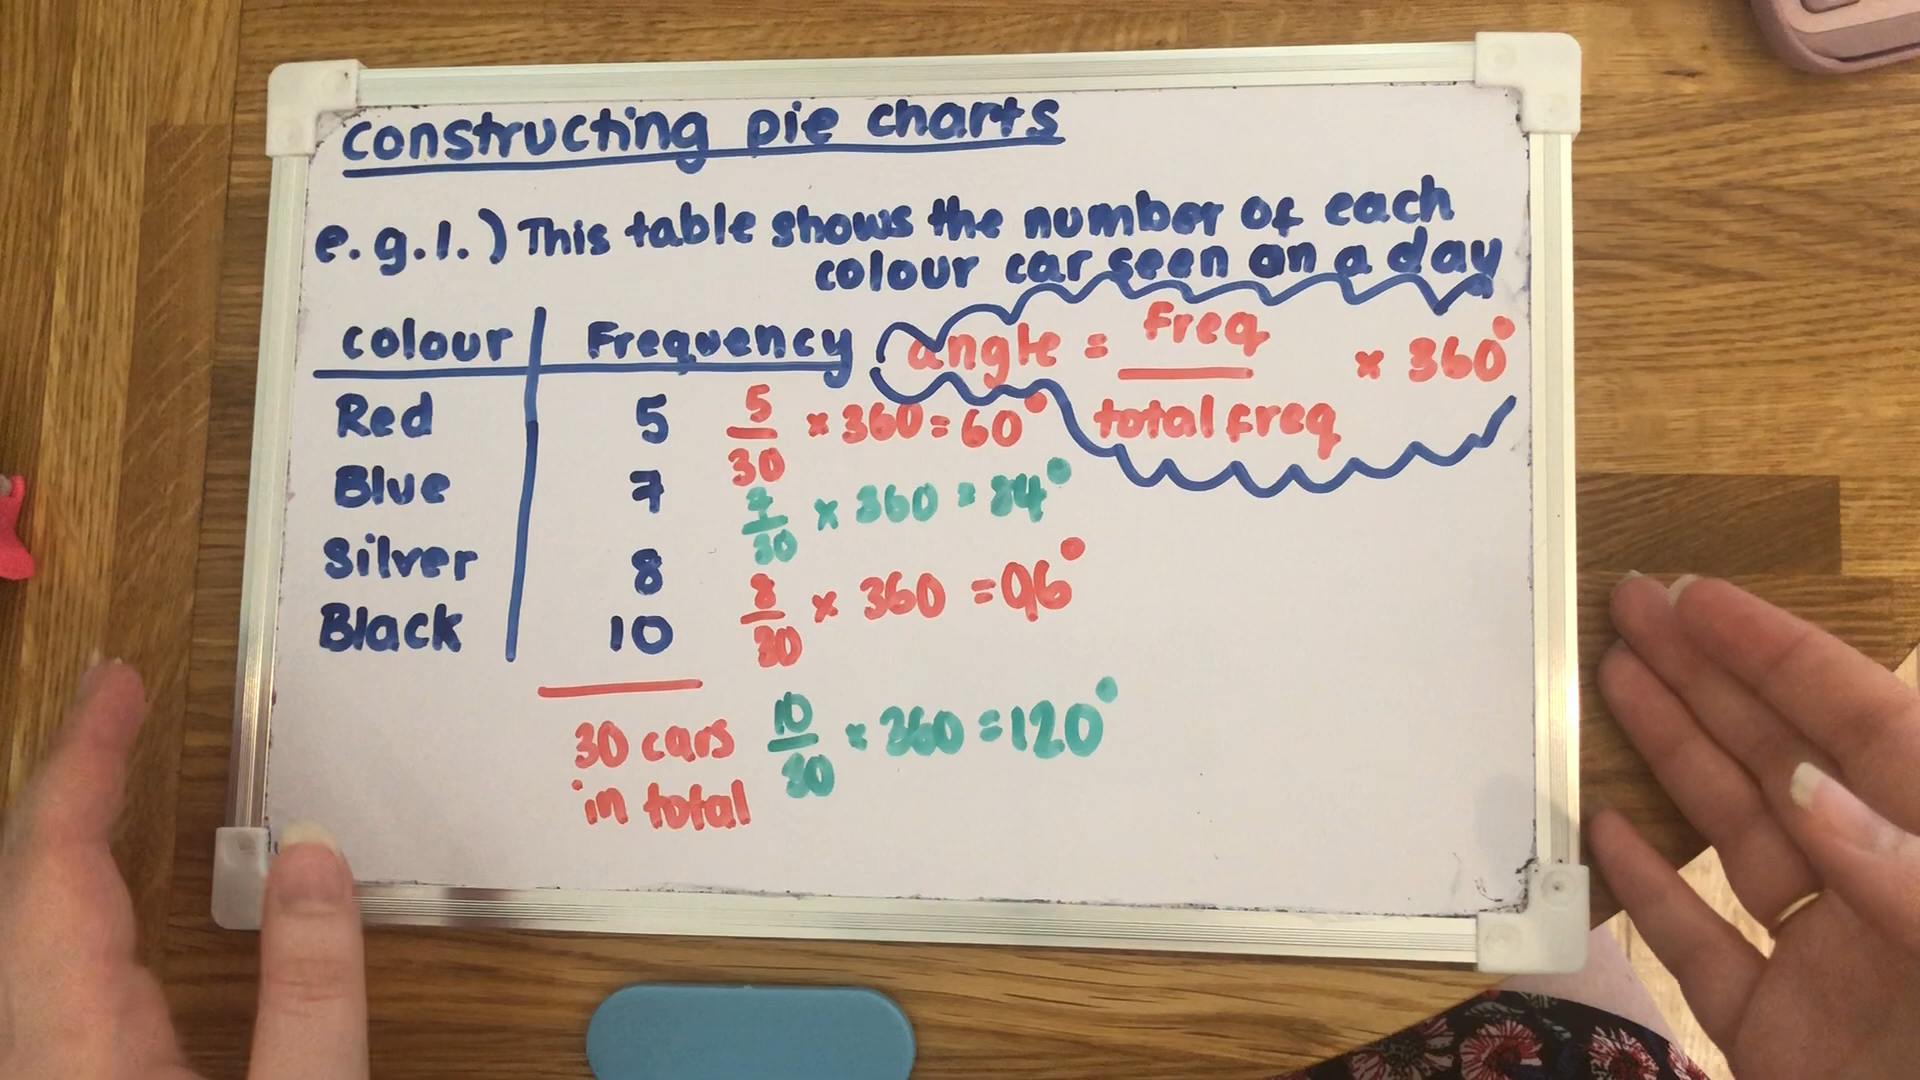 Constructing pie charts
e.g.1.) This table shows the number of each
colour car seen on a day
colour Frequency
angle = Freq / total freq × 360°
Red 5 5/30 × 360 = 60°
Blue 7 7/30 × 360 = 84°
Silver 8 8/30 × 360 = 96°
Black 10
10/30 × 360 = 120°
30 cars
in total